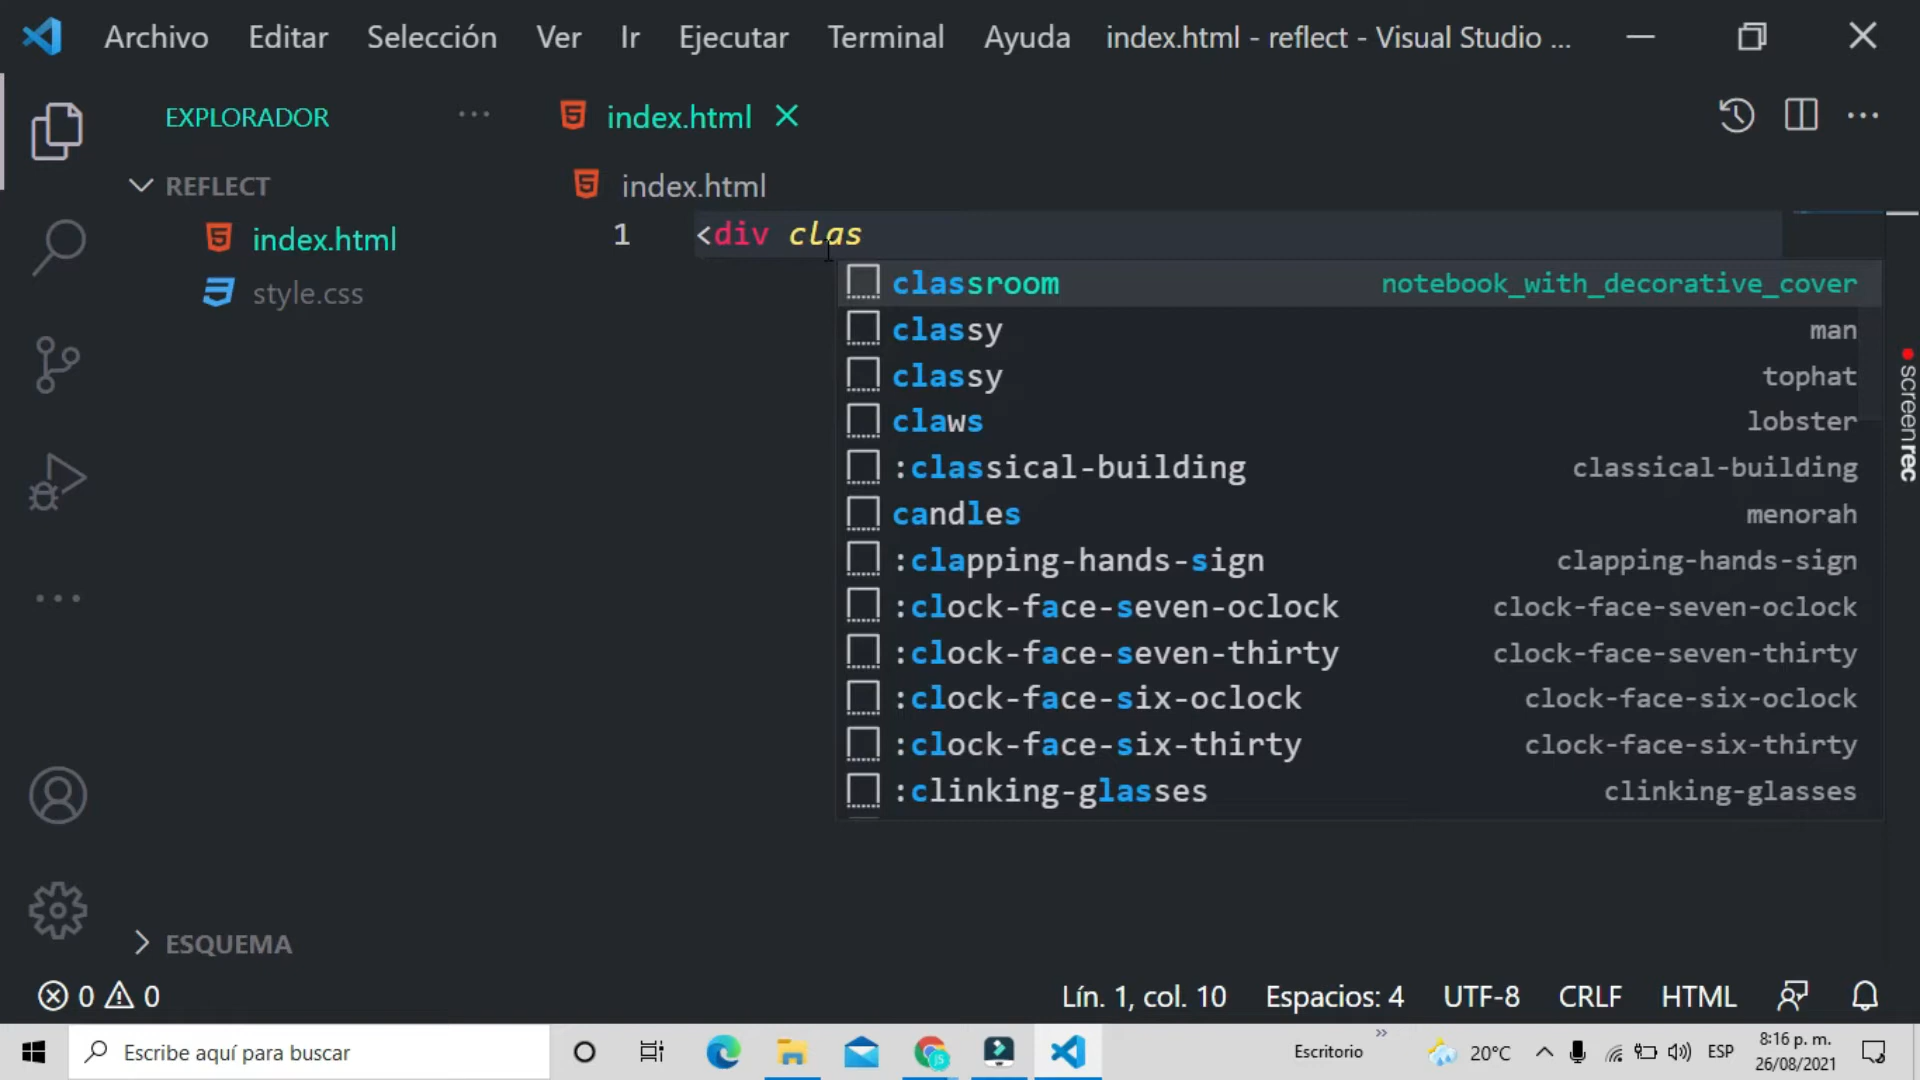 Archivo Editar Selección Ver Ir Ejecutar Terminal Ayuda index.html - reflect - Visual Studio ...
EXPLORADOR
index.html
REFLECT
index.html
index.html
style.css
1 <div clas
classroom notebook_with_decorative_cover
classy man
classy tophat
claws lobster
:classical-building classical-building
candles menorah
:clapping-hands-sign clapping-hands-sign
:clock-face-seven-oclock clock-face-seven-oclock
:clock-face-seven-thirty clock-face-seven-thirty
:clock-face-six-oclock clock-face-six-oclock
:clock-face-six-thirty clock-face-six-thirty
:clinking-glasses clinking-glasses
screenrec
ESQUEMA
0 0 Lín. 1, col. 10 Espacios: 4 UTF-8 CRLF HTML
Escribe aquí para buscar
JS
Escritorio
20°C
ESP
8:16 p. m.
26/08/2021